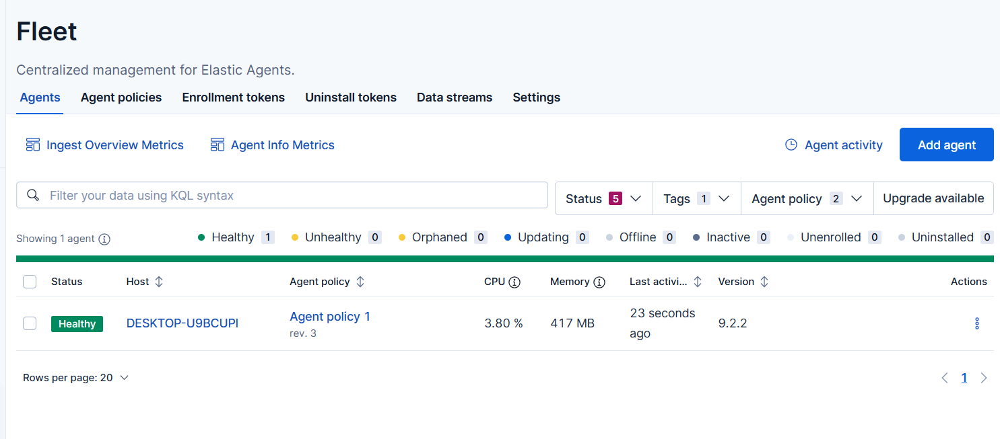 Fleet
Centralized management for Elastic Agents.
Agents Agent policies Enrollment tokens Uninstall tokens Data streams Settings
Ingest Overview Metrics Agent Info Metrics Agent activity Add agent
Filter your data using KQL syntax Status 5 Tags 1 Agent policy 2 Upgrade available
Showing 1 agent Healthy 1 Unhealthy 0 Orphaned 0 Updating 0 Offline 0 Inactive 0 Unenrolled 0 Uninstalled 0
Status Host Agent policy CPU Memory Last activi... Version Actions
Healthy DESKTOP-U9BCUPI Agent policy 1 3.80 % 417 MB 23 seconds 9.2.2
rev. 3 ago
Rows per page: 20 1